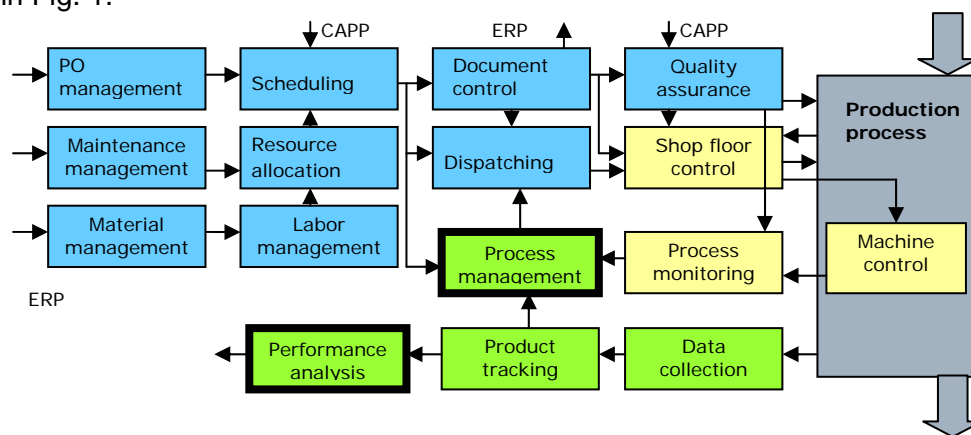 in Fig. 1.
CAPP
ERP
CAPP
PO
management
Scheduling
Document
control
Quality
assurance
Production
process
Maintenance
management
Resource
allocation
Dispatching
Shop floor
control
Material
management
Labor
management
Process
management
Process
monitoring
Machine
control
ERP
Performance
analysis
Product
tracking
Data
collection